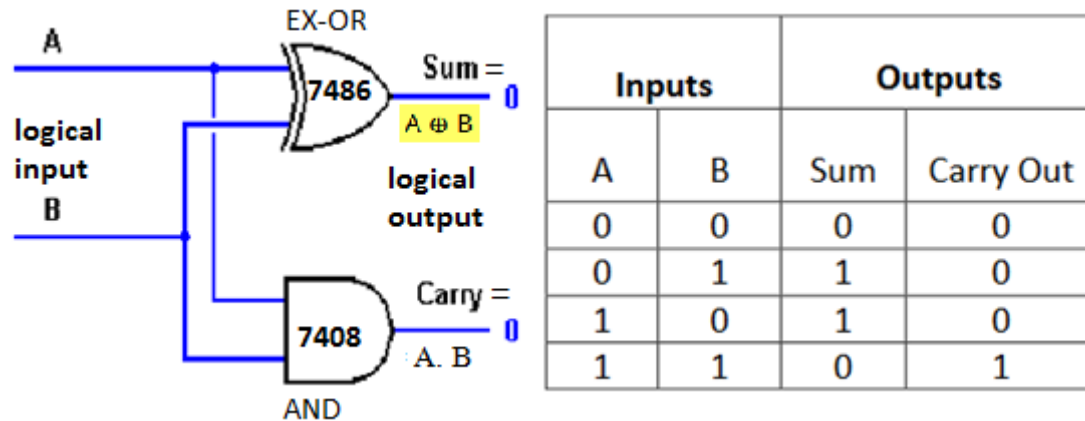 EX-OR
A
7486
Sum =
0
A ⊕ B
logical
input
logical
output
B
Carry =
0
7408
A. B
AND
Inputs Outputs
A B Sum Carry Out
0 0 0 0
0 1 1 0
1 0 1 0
1 1 0 1